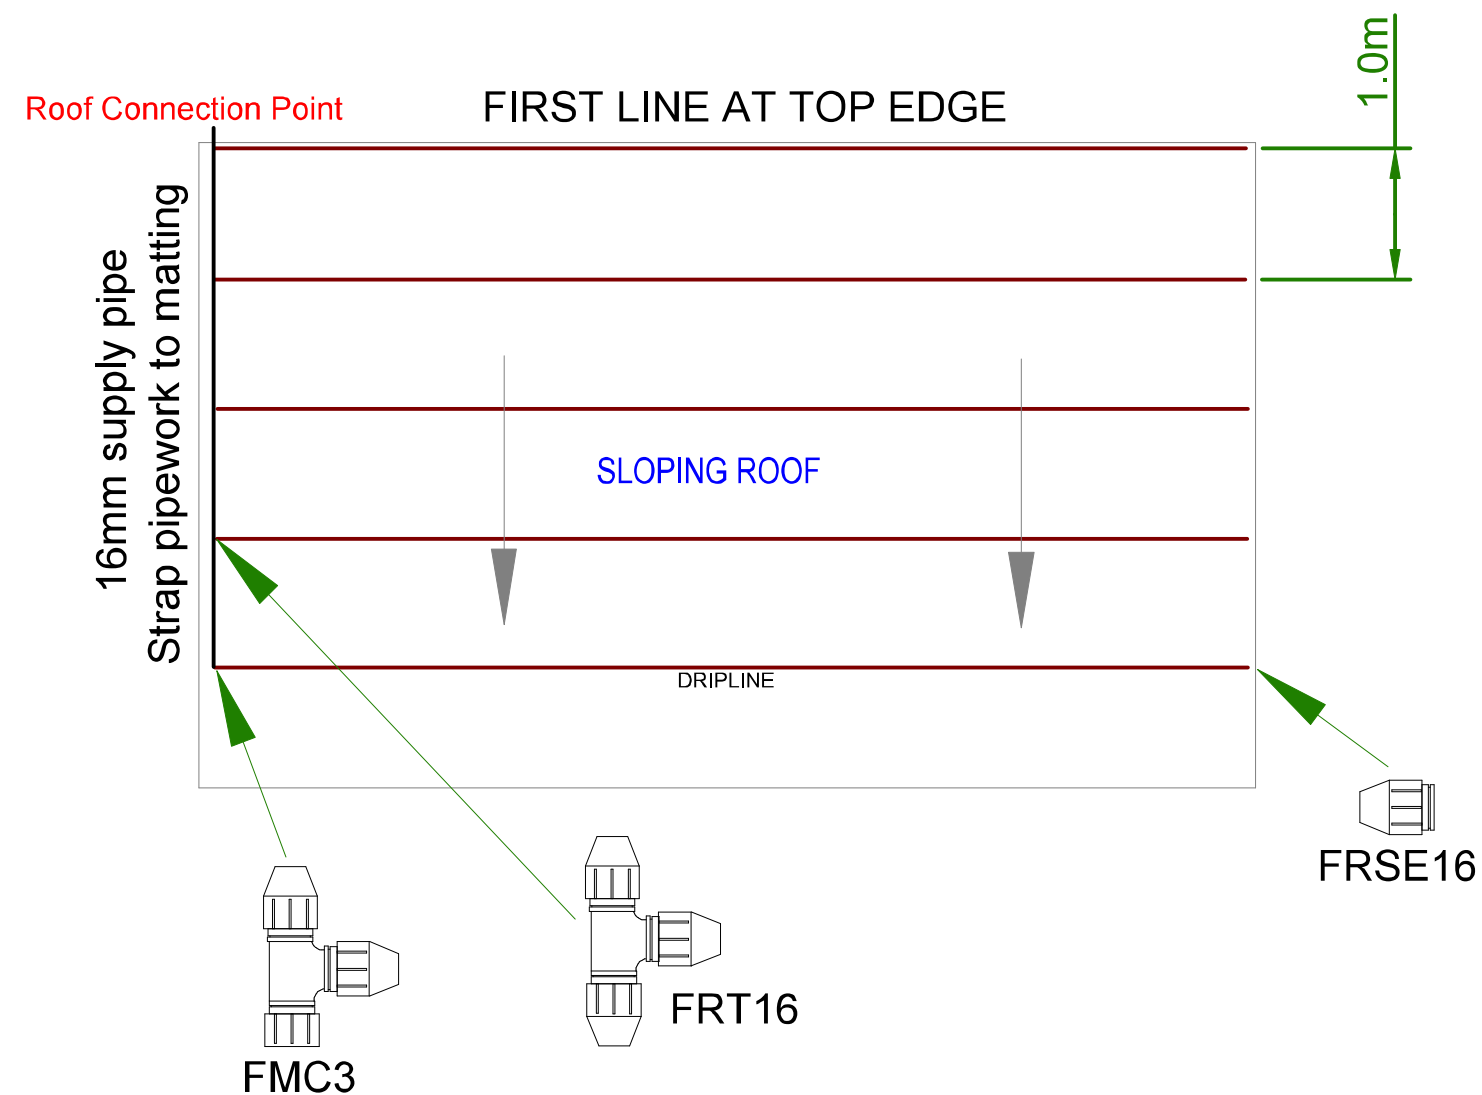 1.0m
Roof Connection Point
FIRST LINE AT TOP EDGE
16mm supply pipe
Strap pipework to matting
SLOPING ROOF
DRIPLINE
FRSE16
FRT16
FMC3